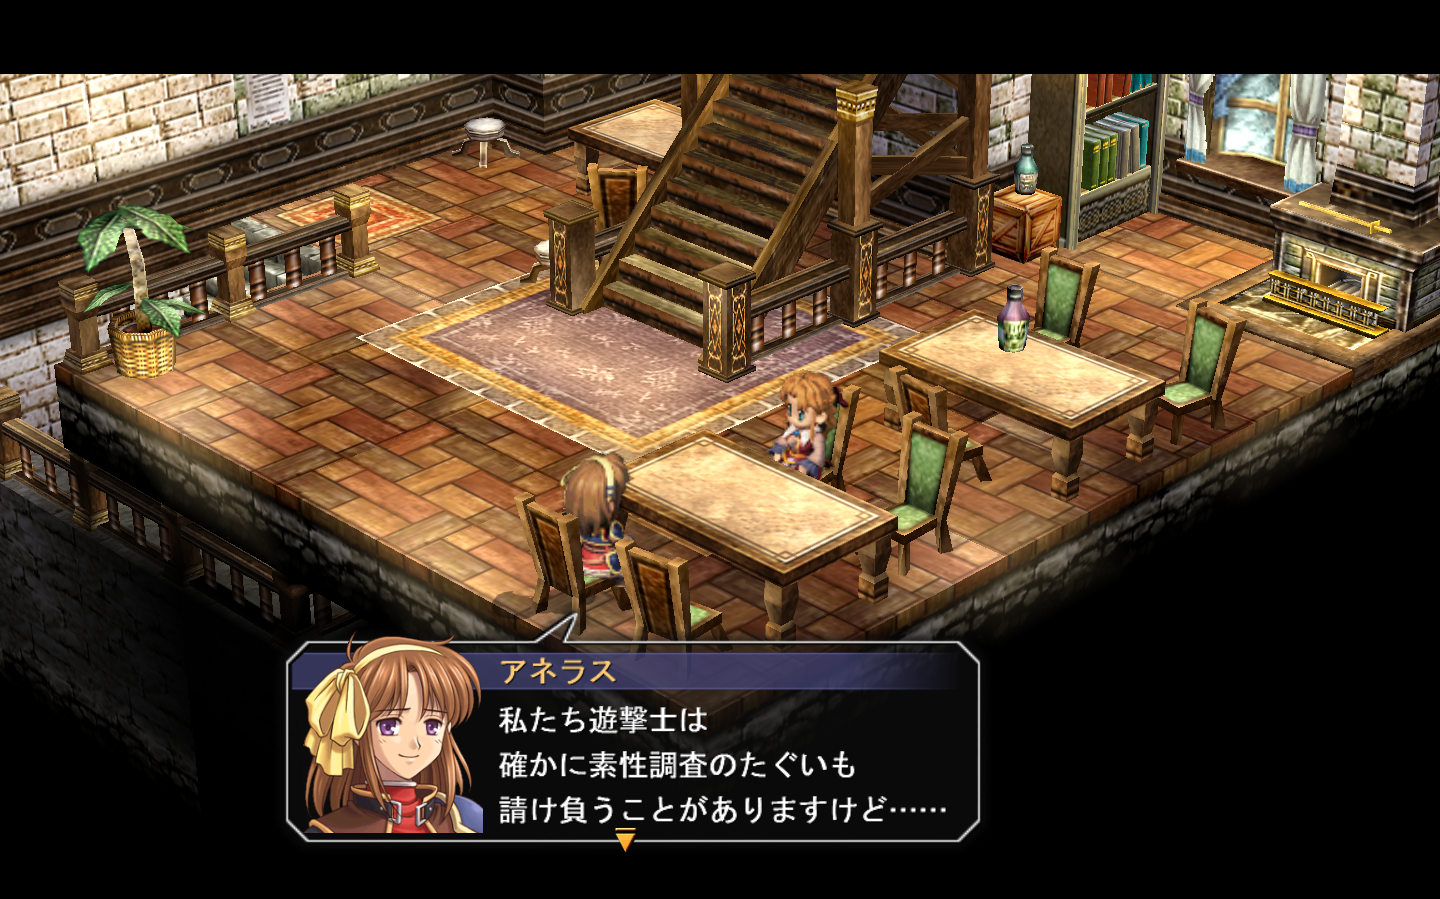 アネラス
私たち遊撃士は
確かに素性調査のたぐいも
請け負うことがありますけど……